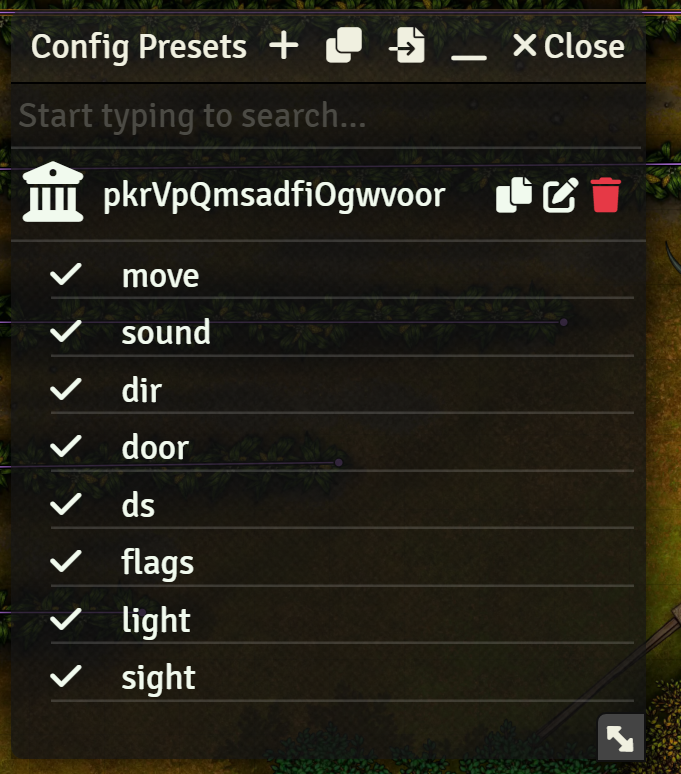 Config Presets Close
Start typing to search...
pkrVpQmsadfiOgwvoor
move
sound
dir
door
ds
flags
light
sight